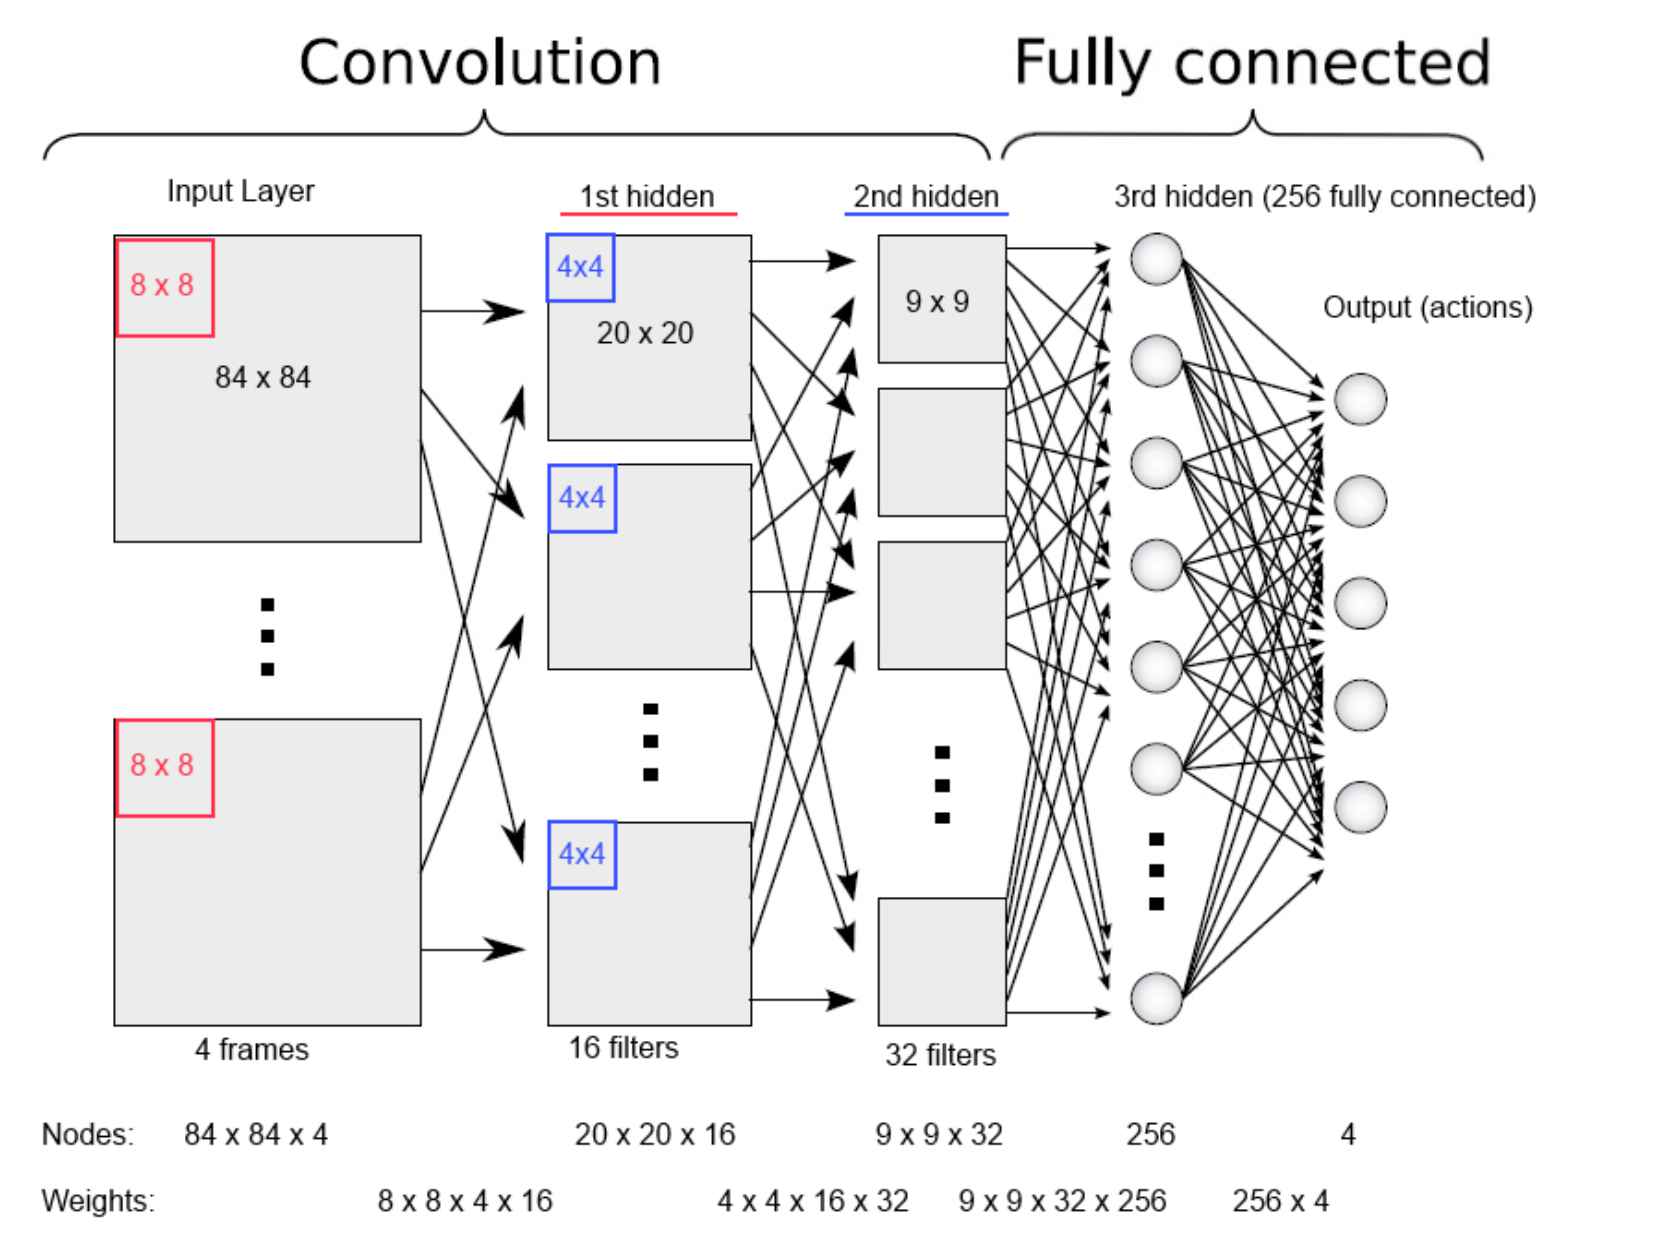 Convolution
Fully connected
Input Layer
1st hidden
2nd hidden
3rd hidden (256 fully connected)
8 x 8
84 x 84
4x4
20 x 20
9 x 9
Output (actions)
4x4
8 x 8
4x4
4 frames
16 filters
32 filters
Nodes: 84 x 84 x 4 20 x 20 x 16 9 x 9 x 32 256 4
Weights: 8 x 8 x 4 x 16 4 x 4 x 16 x 32 9 x 9 x 32 x 256 256 x 4